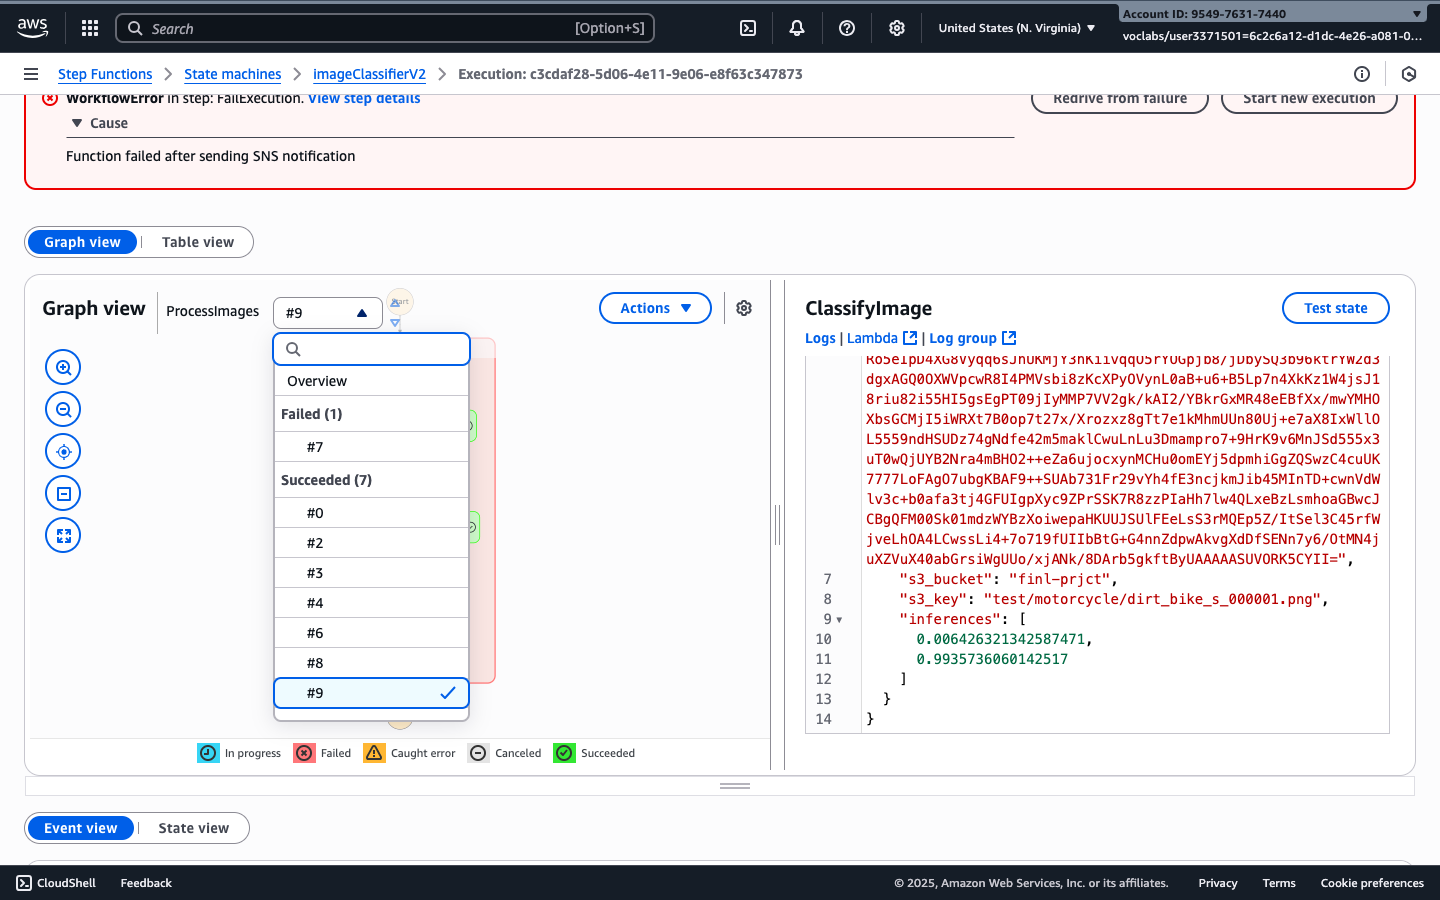 aws
Search
[Option+S]
United States (N. Virginia)
Account ID: 9549-7631-7440
voclabs/user3371501=6c2c6a12-d1dc-4e26-a081-0...
Step Functions
State machines
imageClassifierV2
Execution: c3cdaf28-5d06-4e11-9e06-e8f63c347873
WorkflowError in step: FailExecution. View step details
Redrive from failure
Start new execution
Cause
Function failed after sending SNS notification
Graph view
Table view
Graph view
ProcessImages
#9
Start
Actions
Overview
Failed (1)
#7
Succeeded (7)
#0
#2
#3
#4
#6
#8
#9
In progress
Failed
Caught error
Canceled
Succeeded
ClassifyImage
Test state
Logs | Lambda | Log group
dgxAGQ0OXWVpcwR8I4PMVsbi8zKcXPyOVynL0aB+u6+B5Lp7n4XkKz1W4jsJ1
8riu82i55HI5gsEgPT09jIyMMP7VV2gk/kAI2/YBkrGxMR48eEBfXx/mwYMHO
XbsGCMjI5iWRXt7B0op7t27x/Xrozxz8gTt7e1kMhmUUn80Uj+e7aX8IxWllO
L5559ndHSUDz74gNdfe42m5maklCwuLnLu3Dmampro7+9HrK9v6MnJSd555x3
uT0wQjUYB2Nra4mBHO2++eZa6ujocxynMCHu0omEYj5dpmhiGgZQSwzC4cuUK
7777LoFAgO7ubgKBAF9++SUAb731Fr29vYh4fE3ncjkmJib45MInTD+cwnVdW
lv3c+b0afa3tj4GFUIgpXyc9ZPrSSK7R8zzPIaHh7lw4QLxeBzLsmhoaGBwcJ
CBgQFM00Sk01mdzWYBzXoiwepaHKUUJSUlFEeLsS3rMQEp5Z/ItSel3C45rfW
jveLhOA4LCwssLi4+7o719fUIIbBtG+G4nnZdpwAkvgXdDfSENn7y6/OtMN4j
uXZVuX40abGrsiWgUUo/xjANk/8DArb5gkftByUAAAAASUVORK5CYII=",
7 "s3_bucket": "finl-prjct",
8 "s3_key": "test/motorcycle/dirt_bike_s_000001.png",
9 "inferences": [
10 0.006426321342587471,
11 0.9935736060142517
12 ]
13 }
14 }
Event view
State view
CloudShell
Feedback
© 2025, Amazon Web Services, Inc. or its affiliates.
Privacy
Terms
Cookie preferences